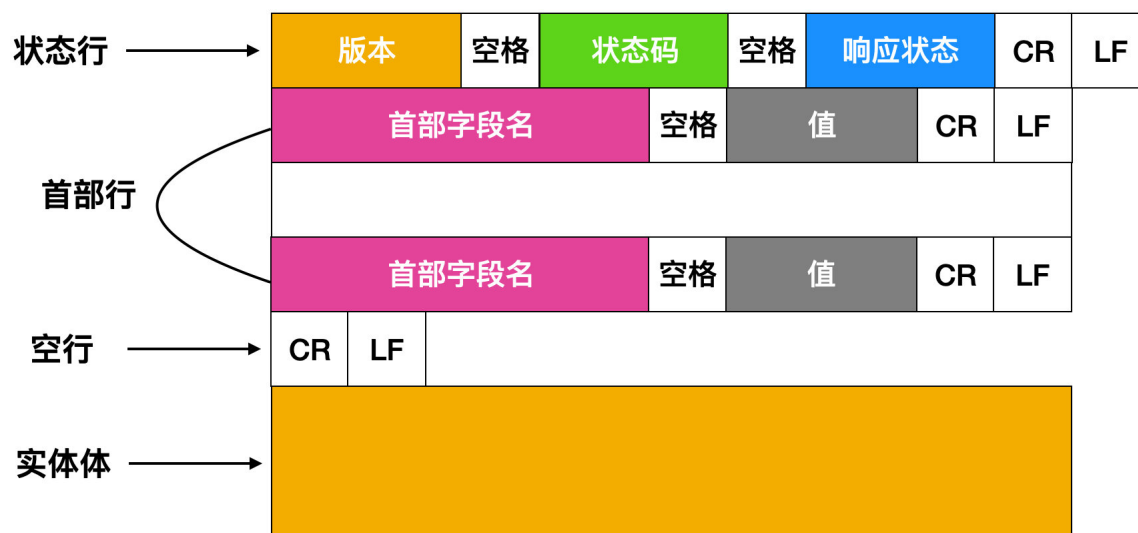 状态行 版本 空格 状态码 空格 响应状态 CR LF
首部字段名 空格 值 CR LF
首部行
首部字段名 空格 值 CR LF
空行 CR LF
实体体